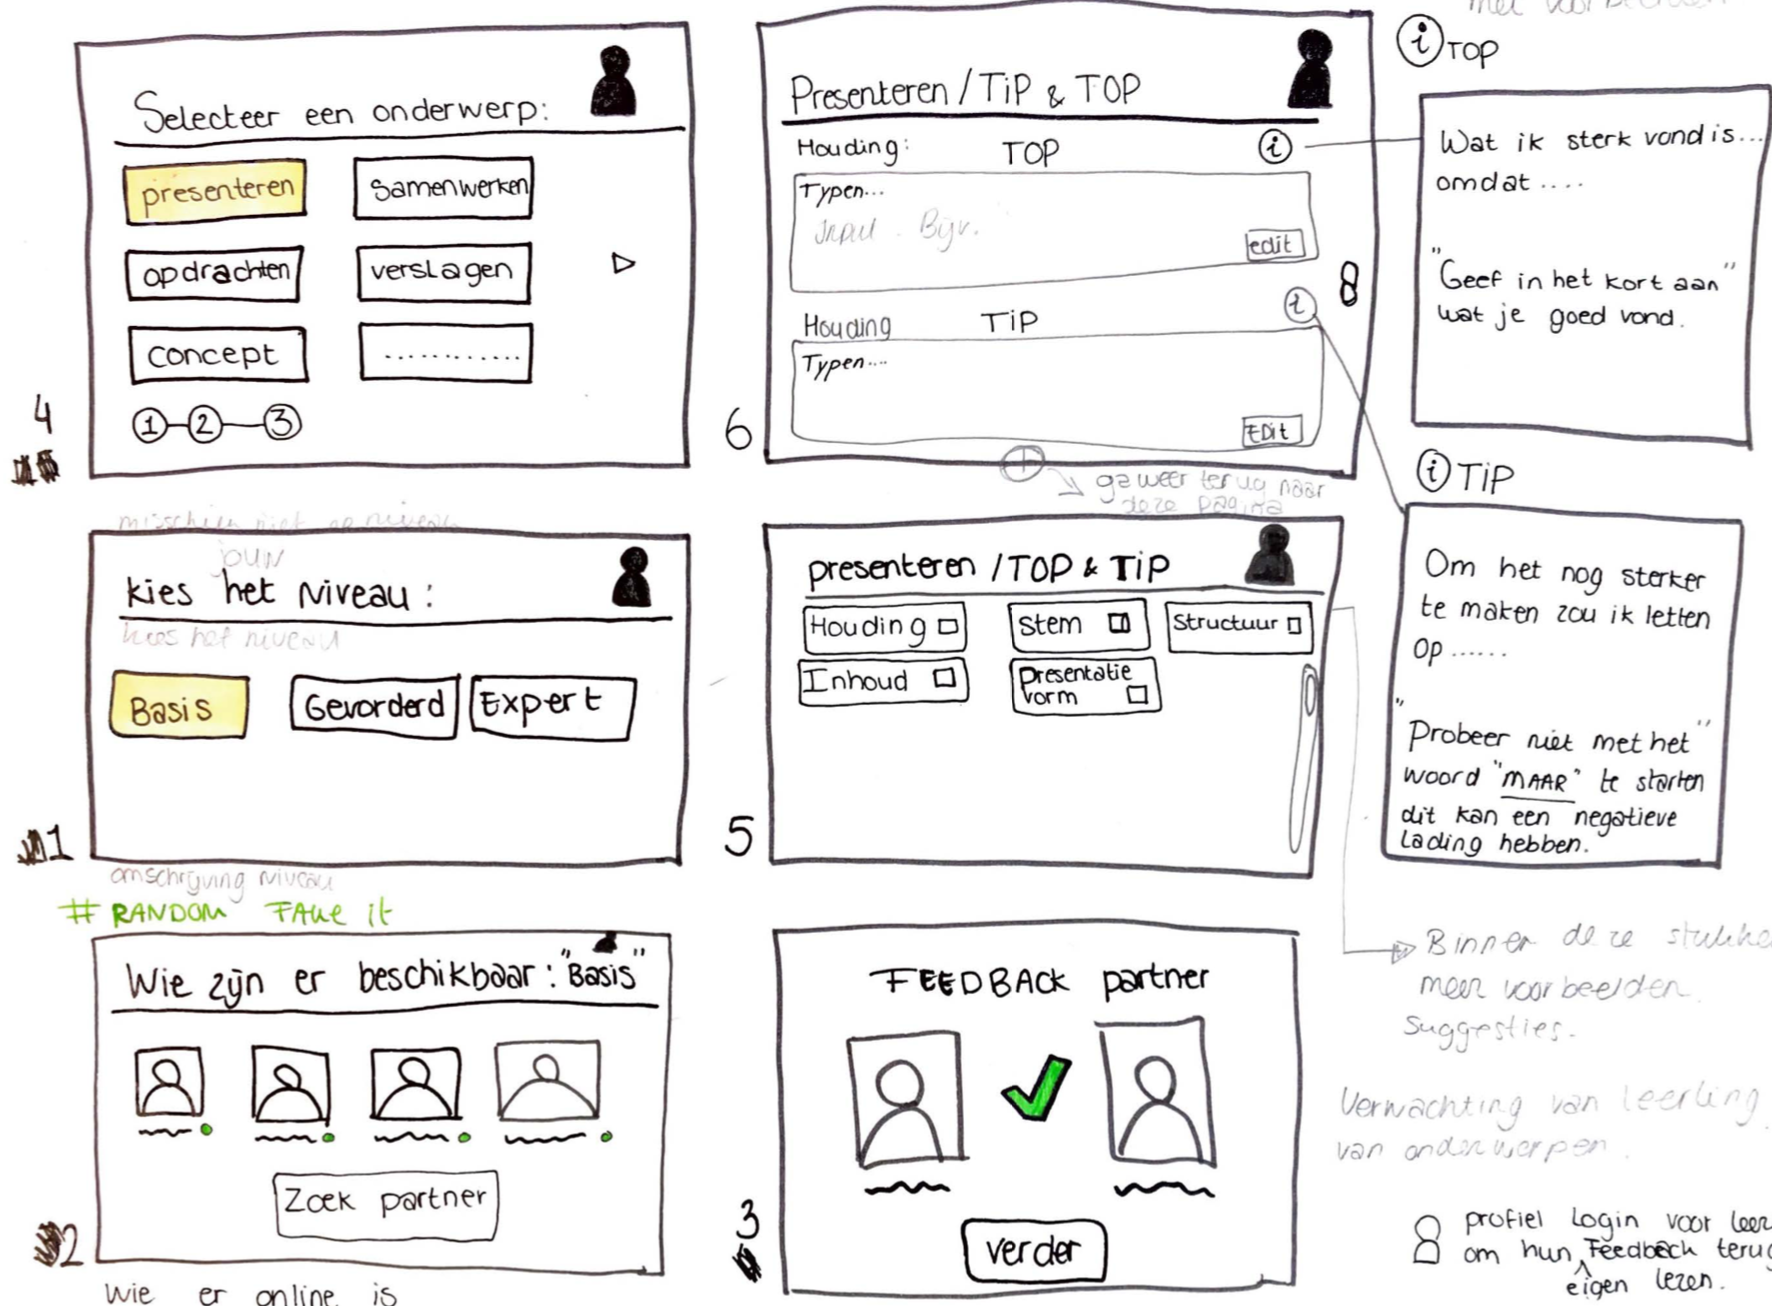 Selecteer een onderwerp:
presenteren
samenwerken
opdrachten
verslagen
concept
............
1 2 3
4
Presenteren / TiP & TOP
Houding: TOP i
Typen...
Input. Bijv.
edit
8
Houding TiP i
Typen....
EDit
6
ga weer terug naar
deze pagina
i TOP
Wat ik sterk vond is...
omdat ....
"Geef in het kort aan"
wat je goed vond.
i TiP
Om het nog sterker
te maken zou ik letten
op ......
"Probeer niet met het"
woord "MAAR" te starten
dit kan een negatieve
lading hebben.
misschien niet op niveau
jouw
kies het Niveau :
kies het niveau
Basis
Gevorderd
Expert
1
omschrijving niveau
presenteren / TOP & TiP
Houding
stem
Structuur
Inhoud
Presentatie
vorm
5
# RANDOM FAKE it
Wie zijn er beschikbaar: "Basis"
Zoek partner
2
wie er online is
FEEDBACK partner
verder
3
Binnen deze
meer voorbeelden.
Suggesties.
Verwachting van leerling
van onderwerpen.
profiel Login voor
om hun Feedback
eigen lezen.